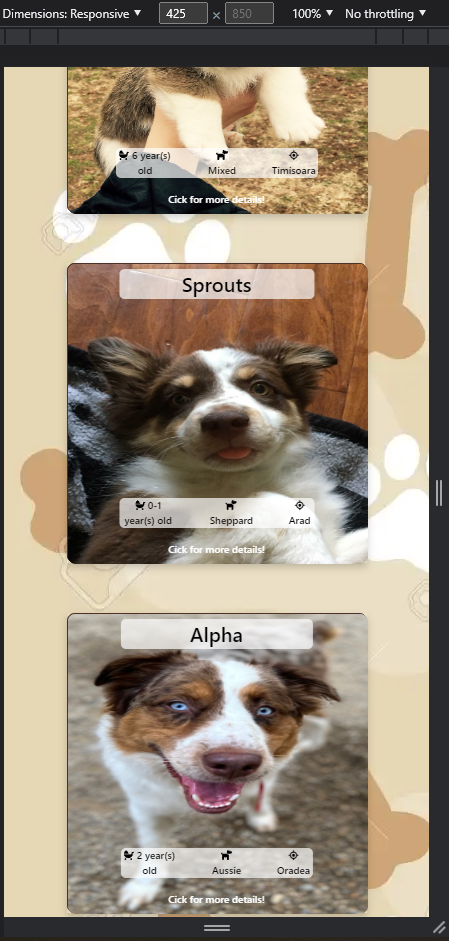 Dimensions: Responsive 425 × 850 100% No throttling
6 year(s) old Mixed Timisoara
Cick for more details!
Sprouts
0-1 year(s) old Sheppard Arad
Cick for more details!
Alpha
2 year(s) old Aussie Oradea
Cick for more details!